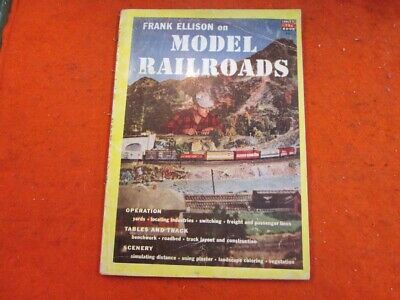 FRANK ELLISON on
MODEL
RAILROADS
OPERATION
yards • locating industries • switching • freight and passenger lines
TABLES AND TRACK
benchwork • roadbed • track layout and construction
SCENERY
simulating distance • using plaster • landscape coloring • vegetation